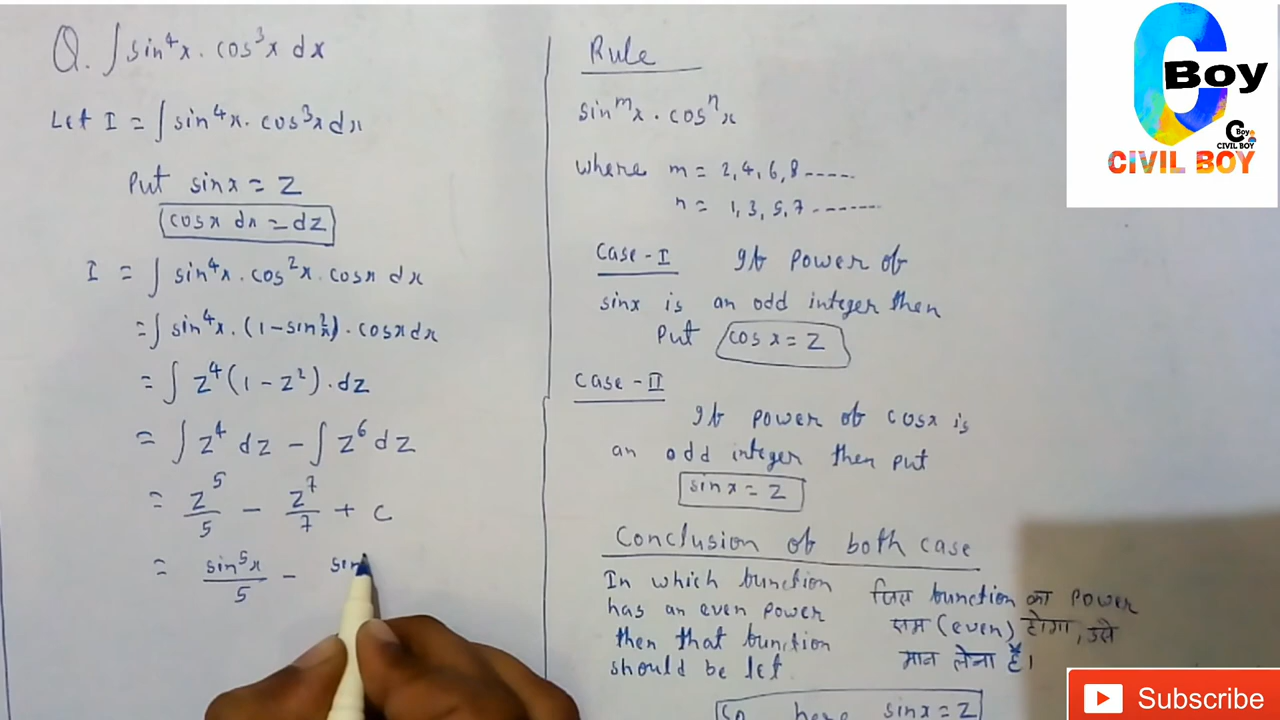 Q. ∫sin⁴x . cos³x dx
Let I = ∫sin⁴x . cos³x dx
Put sinx = Z
cosx dx = dZ
I = ∫ sin⁴x . cos²x . cosx dx
= ∫ sin⁴x . (1 - sin²x) . cosx dx
= ∫ Z⁴ (1 - Z²) . dZ
= ∫ Z⁴ dZ - ∫ Z⁶ dZ
= Z⁵/5 - Z⁷/7 + C
= sin⁵x/5 - sin
Rule
sinᵐx . cosⁿx
where m = 2, 4, 6, 8 -----
n = 1, 3, 5, 7 --------
Case - I If power of
sinx is an odd integer then
Put cos x = Z
Case - II
If power of cosx is
an odd integer then put
sin x = Z
Conclusion of both case
In which function
has an even power
then that function
should be let.
जिस function का power
सम (even) होगा, उसे
मान लेना है।
So here sinx = Z
C
Boy
C
Boy
CIVIL BOY
CIVIL BOY
Subscribe